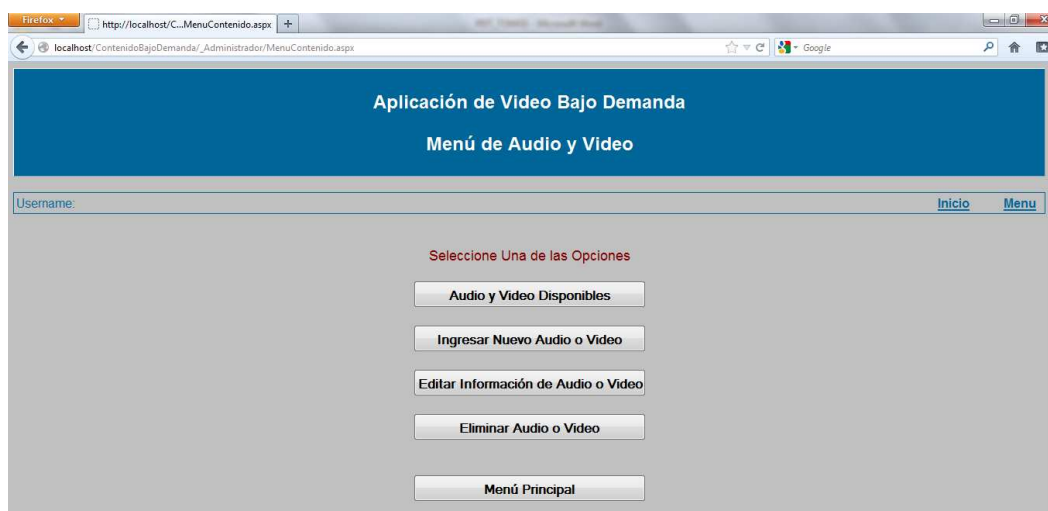 Firefox
http://localhost/C...MenuContenido.aspx +
localhost/ContenidoBajoDemanda/_Administrador/MenuContenido.aspx
Google
Aplicación de Video Bajo Demanda
Menú de Audio y Video
Username:
Inicio Menu
Seleccione Una de las Opciones
Audio y Video Disponibles
Ingresar Nuevo Audio o Video
Editar Información de Audio o Video
Eliminar Audio o Video
Menú Principal